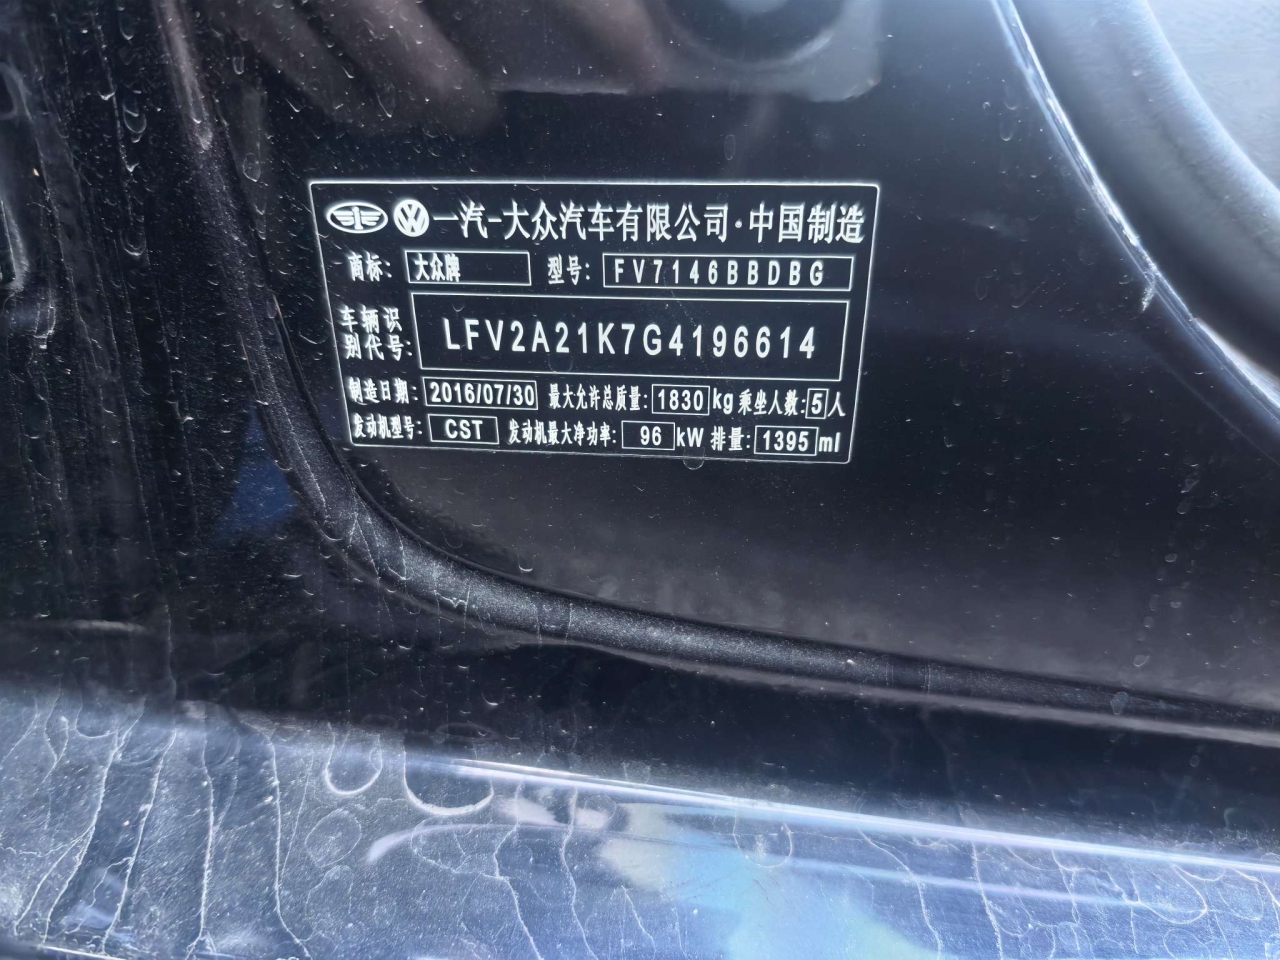 一汽-大众汽车有限公司·中国制造
商标: 大众牌 型号: FV7146BBDBG
车辆识别代号: LFV2A21K7G4196614
制造日期: 2016/07/30 最大允许总质量: 1830 kg 乘坐人数: 5 人
发动机型号: CST 发动机最大净功率: 96 kW 排量: 1395 ml